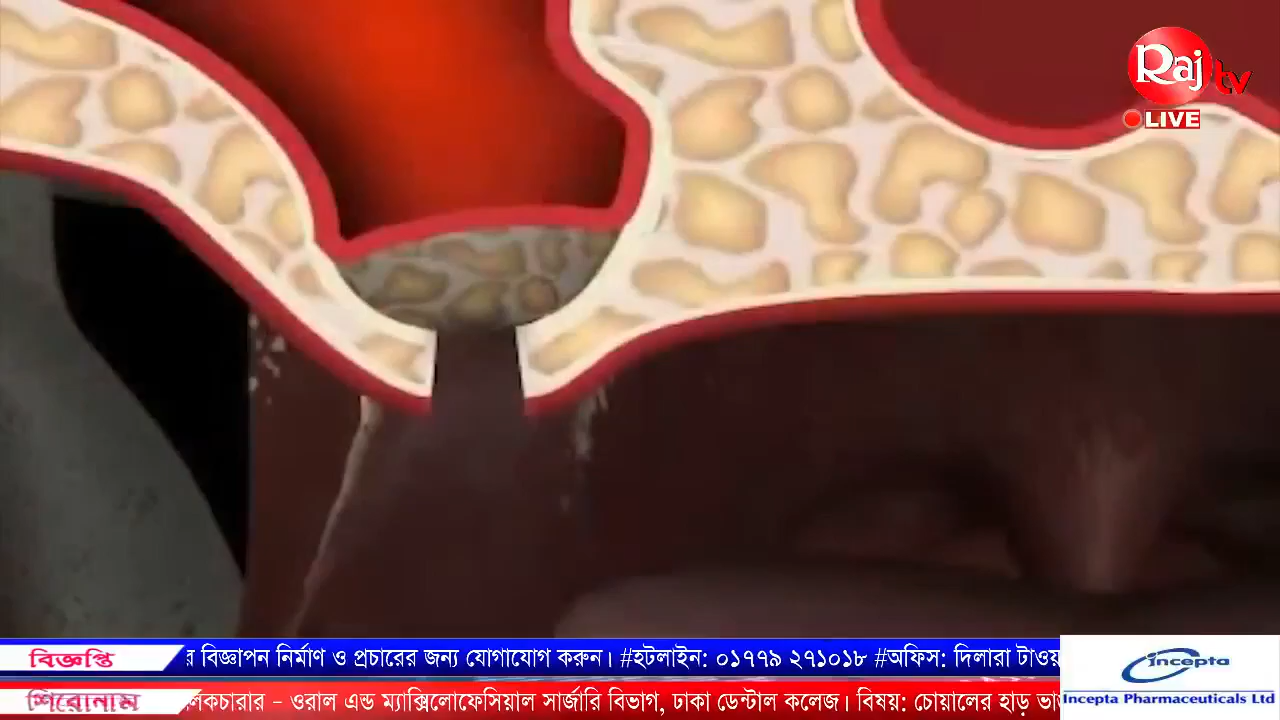 Raj tv
LIVE
বিজ্ঞপ্তি
র বিজ্ঞাপন নির্মাণ ও প্রচারের জন্য যোগাযোগ করুন। #হটলাইন: ০১৭৭৯ ২৭১০১৮ #অফিস: দিলারা টাওয়
incepta
Incepta Pharmaceuticals Ltd
শিরোনাম
লেকচারার - ওরাল এন্ড ম্যাক্সিলোফেসিয়াল সার্জারি বিভাগ, ঢাকা ডেন্টাল কলেজ। বিষয়: চোয়ালের হাড় ভা